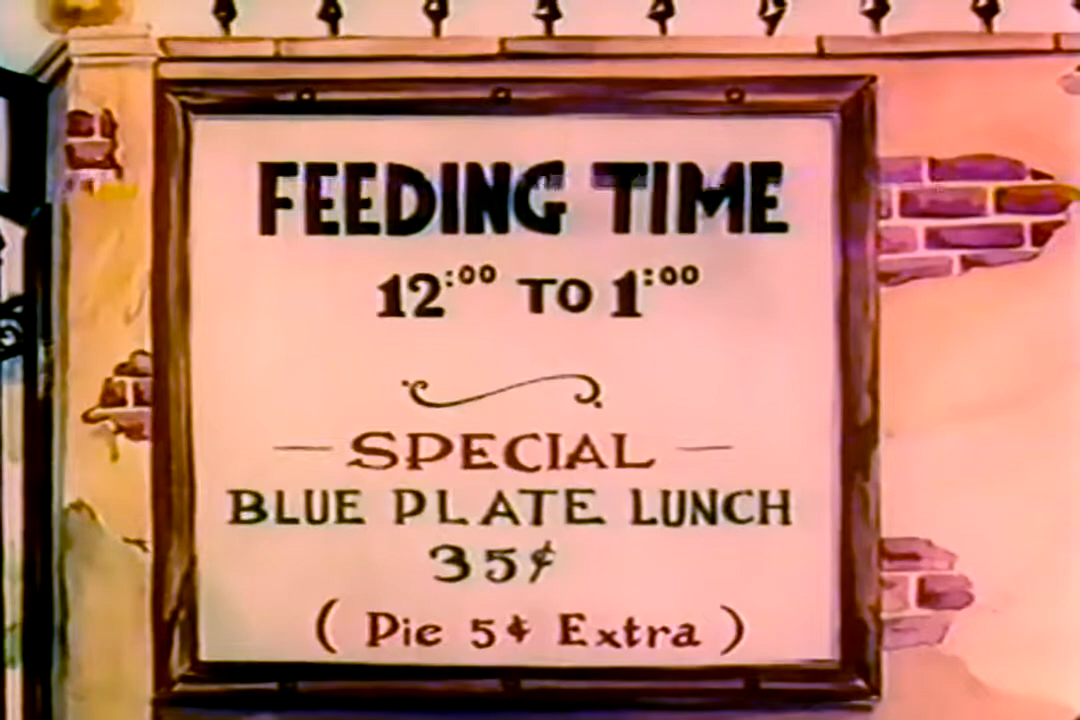 FEEDING TIME
12:00 TO 1:00
— SPECIAL —
BLUE PLATE LUNCH
35¢
( Pie 5¢ Extra )